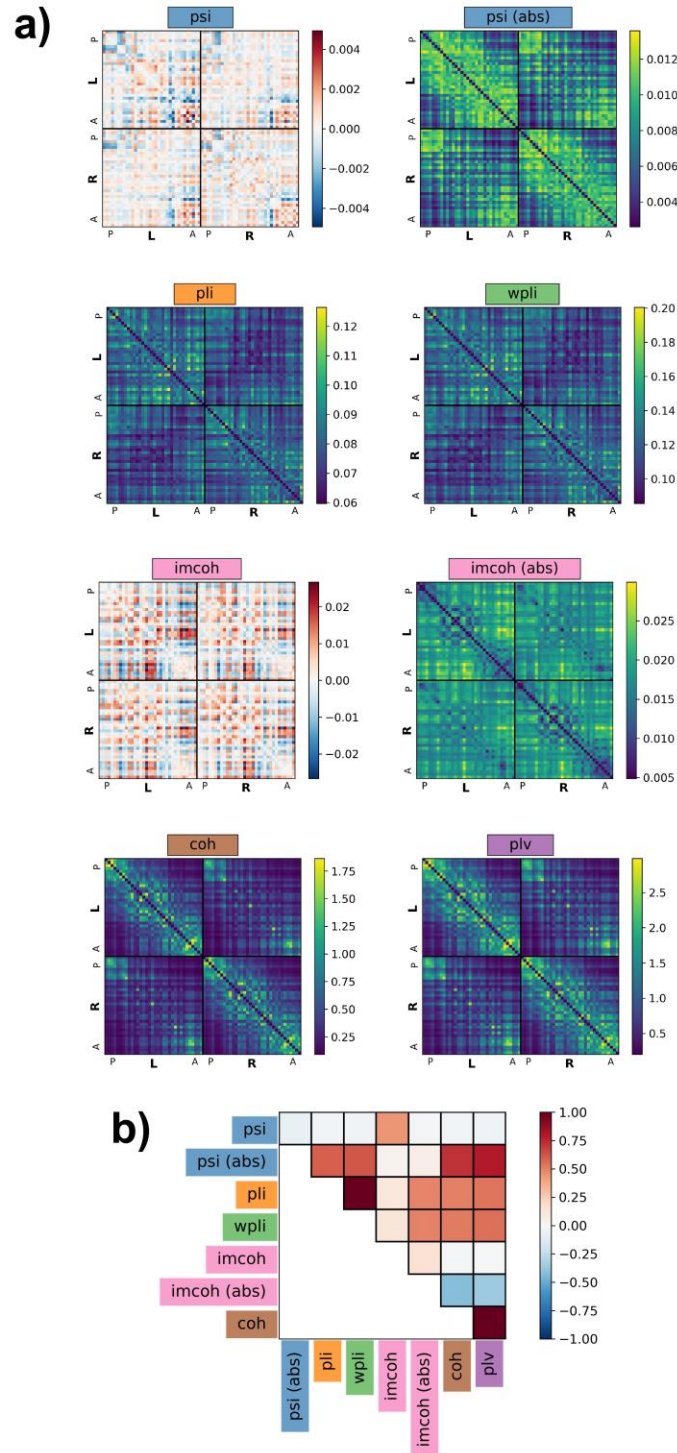 a)
psi
psi (abs)
P
L
A
P
R
A
P L A P R A
0.004
0.002
0.000
−0.002
−0.004
P
L
A
P
R
A
P L A P R A
0.012
0.010
0.008
0.006
0.004
pli
wpli
P
L
A
P
R
A
P L A P R A
0.12
0.11
0.10
0.09
0.08
0.07
0.06
P
L
A
P
R
A
P L A P R A
0.20
0.18
0.16
0.14
0.12
0.10
imcoh
imcoh (abs)
P
L
A
P
R
A
P L A P R A
0.02
0.01
0.00
−0.01
−0.02
P
L
A
P
R
A
P L A P R A
0.025
0.020
0.015
0.010
0.005
coh
plv
P
L
A
P
R
A
P L A P R A
1.75
1.50
1.25
1.00
0.75
0.50
0.25
P
L
A
P
R
A
P L A P R A
2.5
2.0
1.5
1.0
0.5
b)
psi
psi (abs)
pli
wpli
imcoh
imcoh (abs)
coh
psi (abs)
pli
wpli
imcoh
imcoh (abs)
coh
plv
1.00
0.75
0.50
0.25
0.00
−0.25
−0.50
−0.75
−1.00